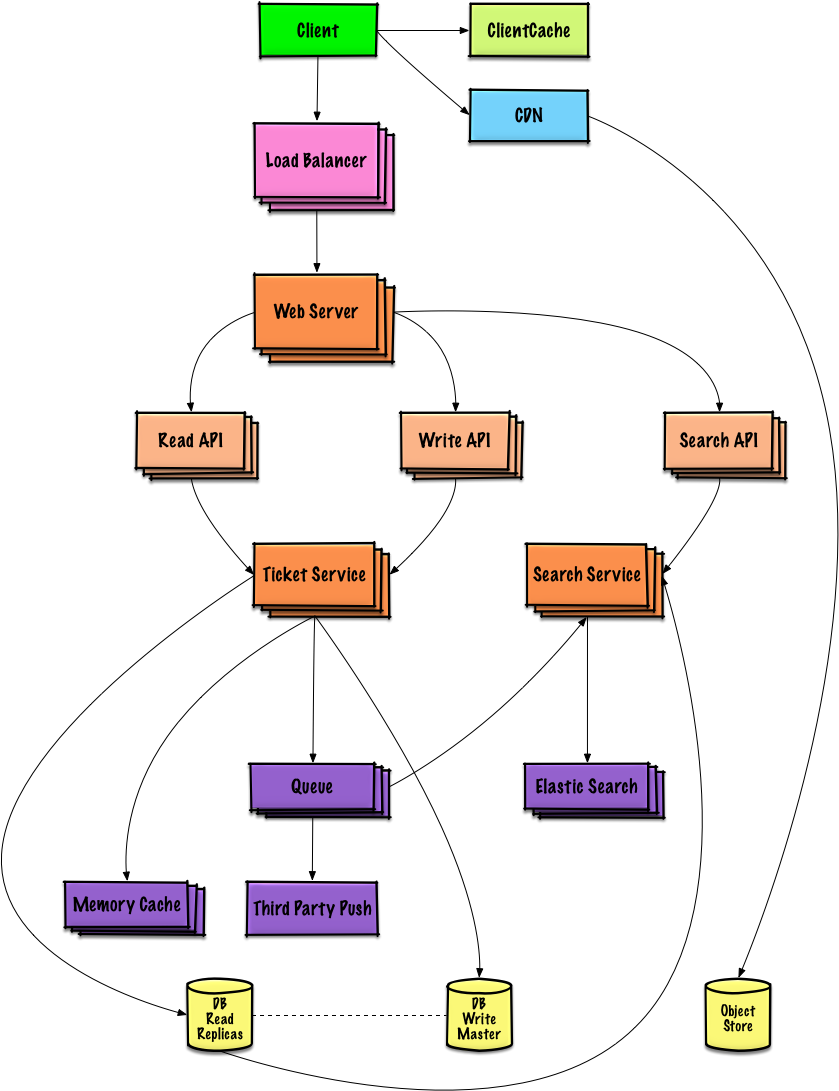 Client
ClientCache
CDN
Load Balancer
Web Server
Read API
Write API
Search API
Ticket Service
Search Service
Queue
Elastic Search
Memory Cache
Third Party Push
DB
Read
Replicas
DB
Write
Master
Object
Store